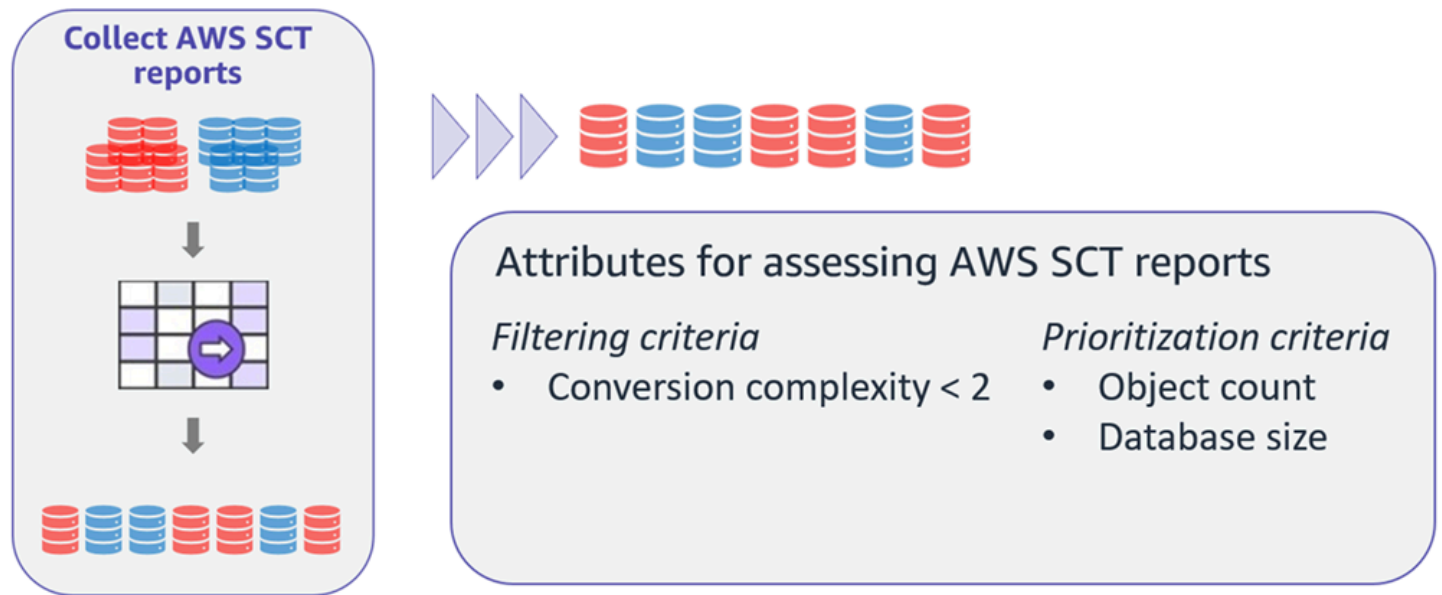 Collect AWS SCT
reports
Attributes for assessing AWS SCT reports
Filtering criteria
• Conversion complexity < 2
Prioritization criteria
• Object count
• Database size